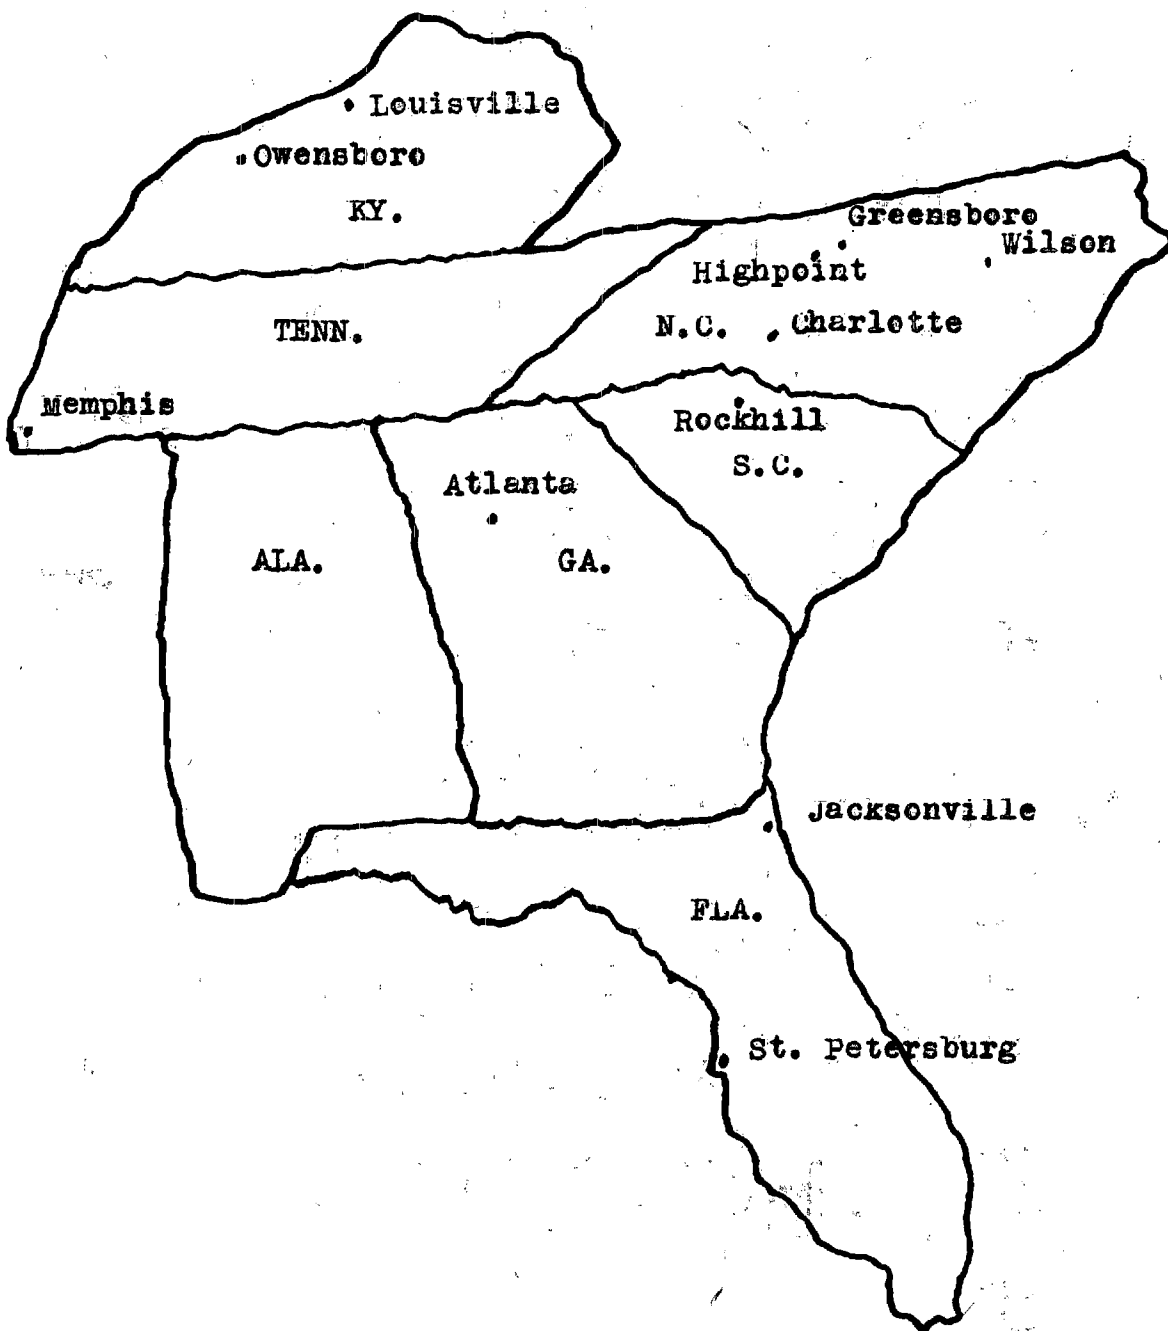 Louisville
Owensboro
KY.
Greensboro
Wilson
Highpoint
TENN.
N.C.
Charlotte
Memphis
Rockhill
S.C.
Atlanta
ALA.
GA.
Jacksonville
FLA.
St. Petersburg